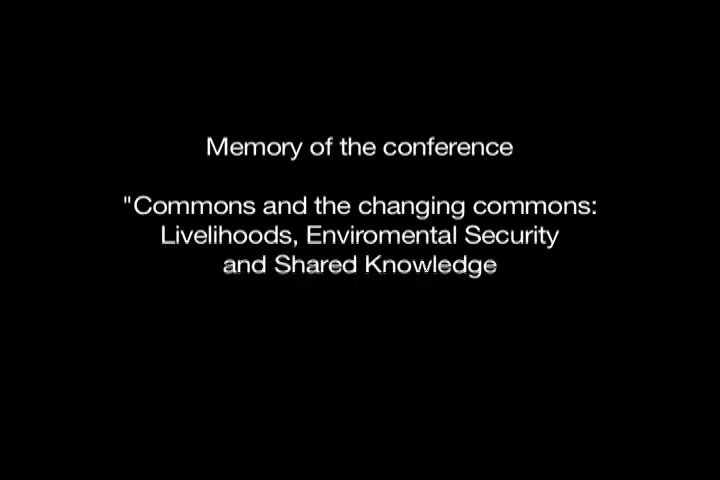 Memory of the conference
"Commons and the changing commons:
Livelihoods, Enviromental Security
and Shared Knowledge